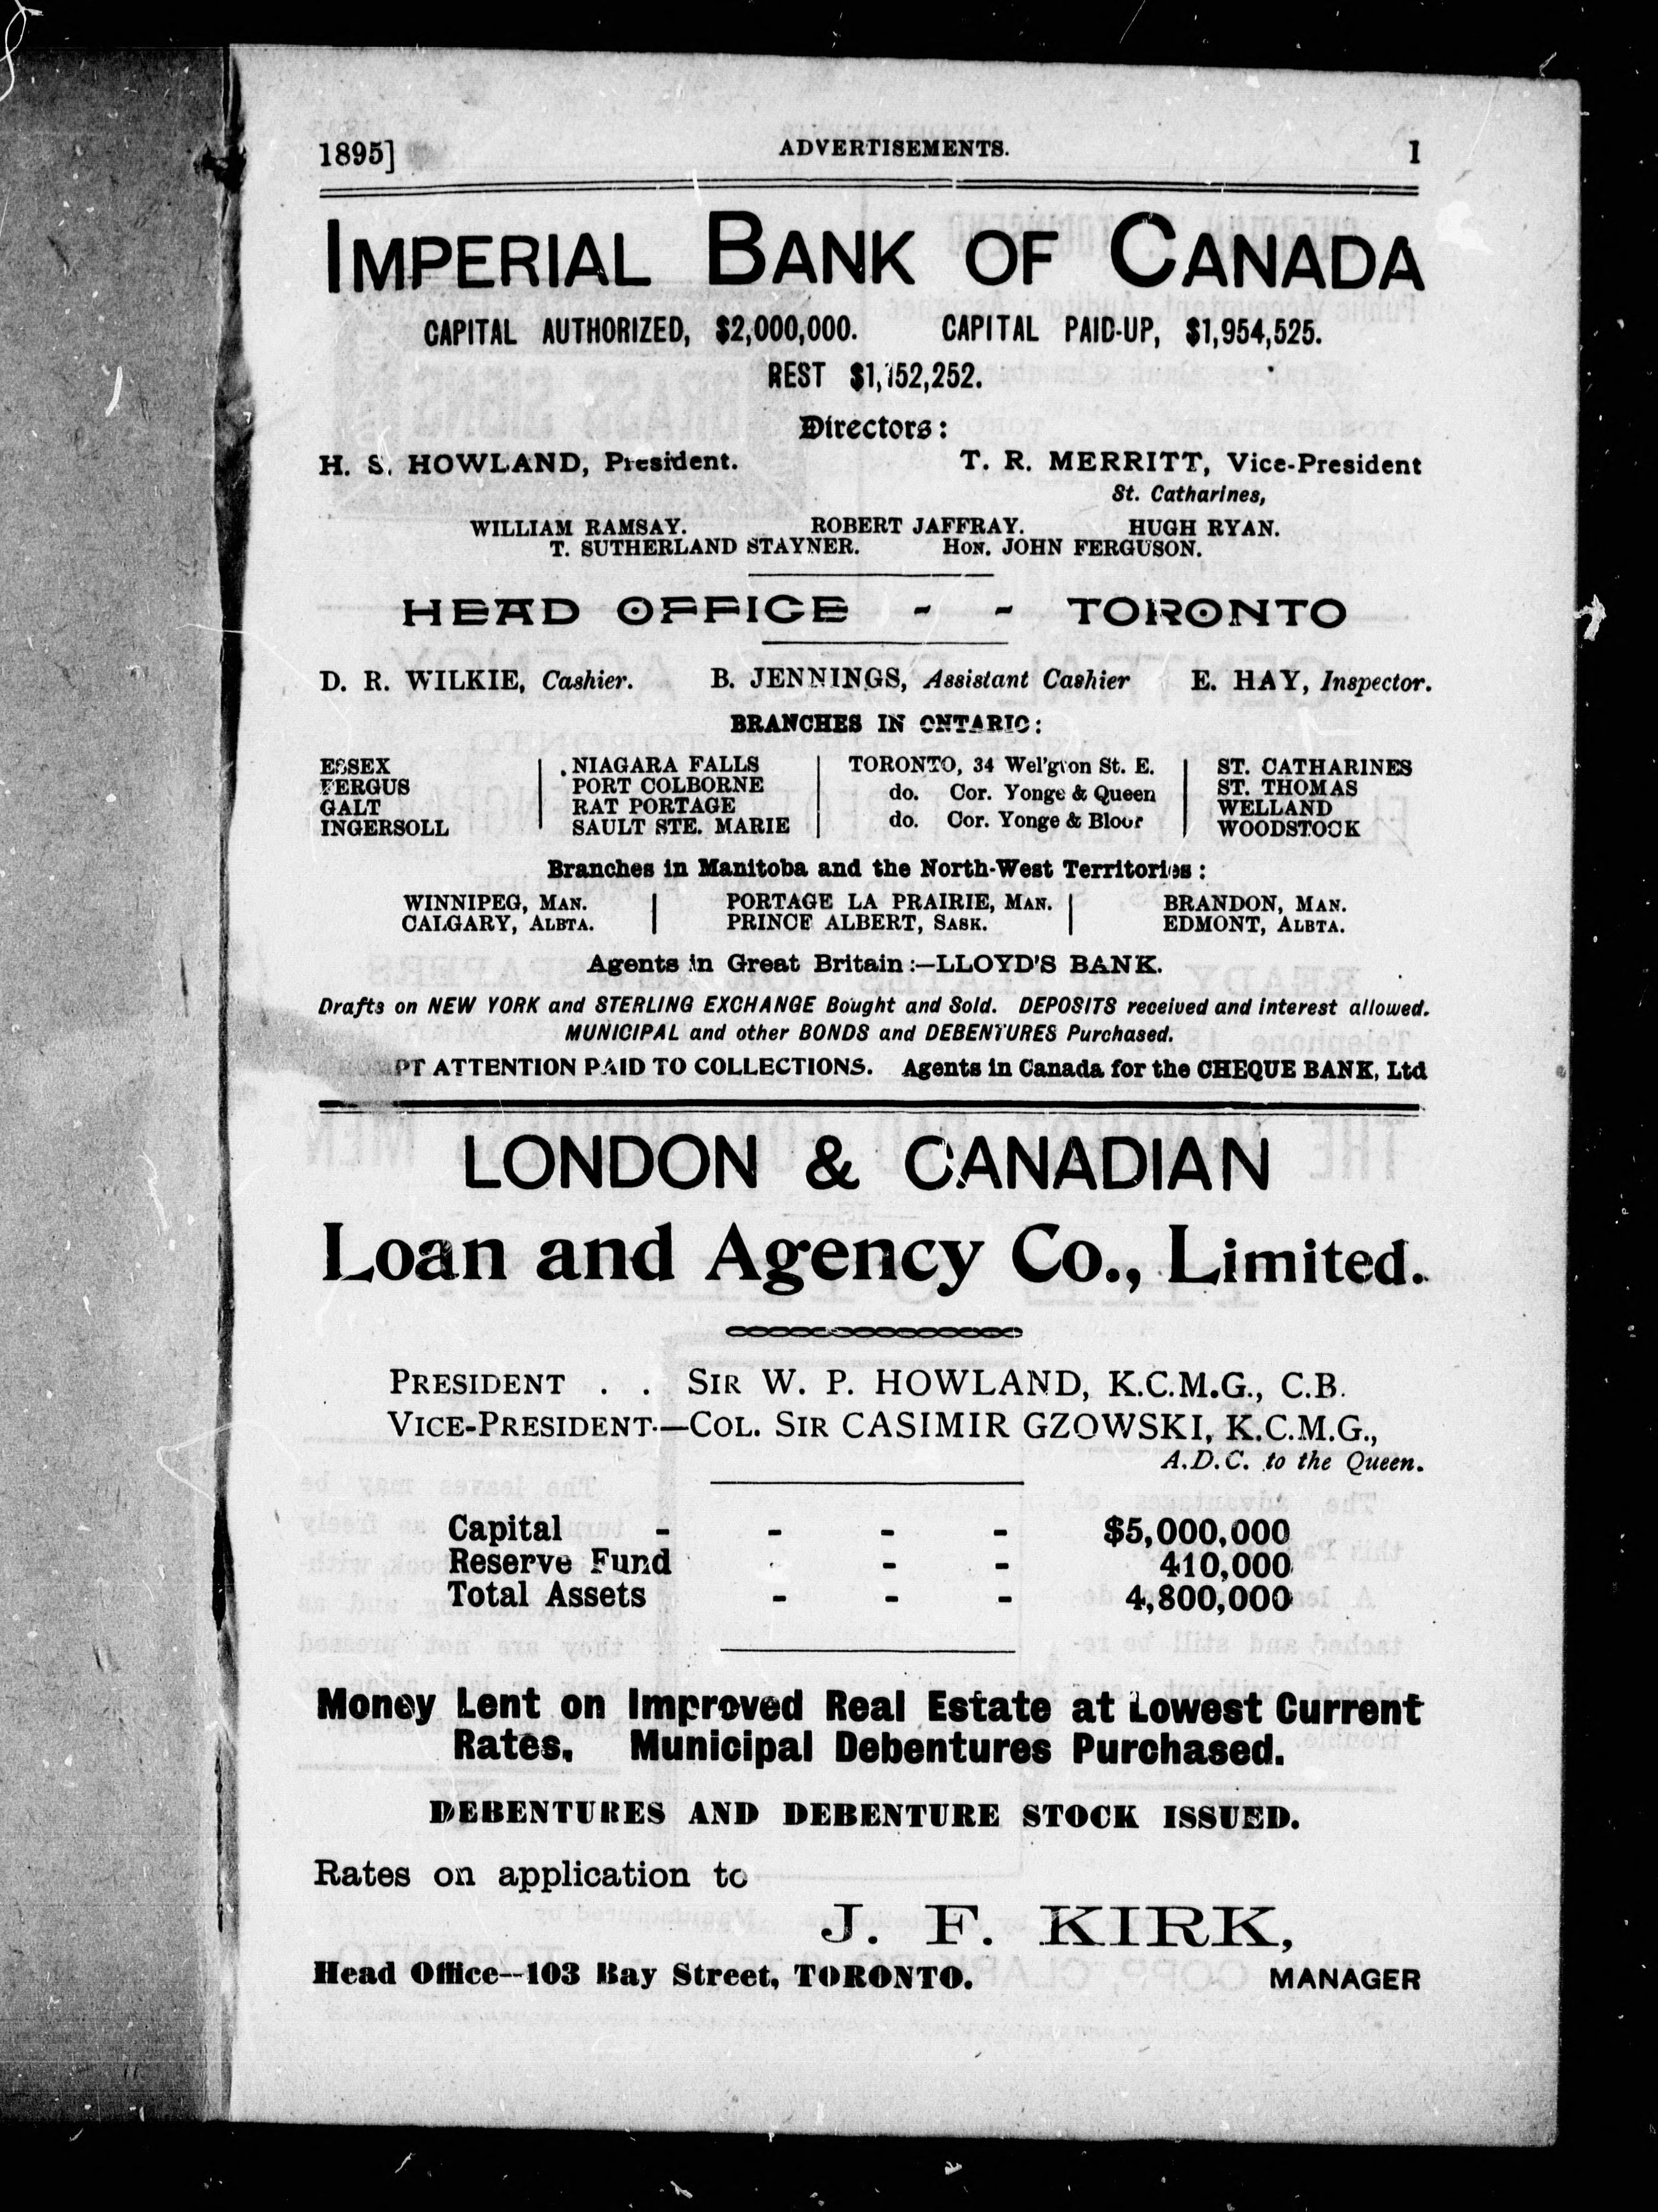 1895] ADVERTISEMENTS. I
IMPERIAL BANK OF CANADA
CAPITAL AUTHORIZED, $2,000,000. CAPITAL PAID-UP, $1,954,525.
REST $1,152,252.
Directors:
H. S. HOWLAND, President. T. R. MERRITT, Vice-President
St. Catharines,
WILLIAM RAMSAY. ROBERT JAFFRAY. HUGH RYAN.
T. SUTHERLAND STAYNER. HON. JOHN FERGUSON.
HEAD OFFICE - - TORONTO
D. R. WILKIE, Cashier. B. JENNINGS, Assistant Cashier E. HAY, Inspector.
BRANCHES IN ONTARIO:
ESSEX NIAGARA FALLS TORONTO, 34 Wel'gton St. E. ST. CATHARINES
FERGUS PORT COLBORNE do. Cor. Yonge & Queen ST. THOMAS
GALT RAT PORTAGE do. Cor. Yonge & Bloor WELLAND
INGERSOLL SAULT STE. MARIE WOODSTOCK
Branches in Manitoba and the North-West Territories:
WINNIPEG, MAN. PORTAGE LA PRAIRIE, MAN. BRANDON, MAN.
CALGARY, ALBTA. PRINCE ALBERT, SASK. EDMONT, ALBTA.
Agents in Great Britain:—LLOYD'S BANK.
Drafts on NEW YORK and STERLING EXCHANGE Bought and Sold. DEPOSITS received and interest allowed.
MUNICIPAL and other BONDS and DEBENTURES Purchased.
ATTENTION PAID TO COLLECTIONS. Agents in Canada for the CHEQUE BANK, Ltd
LONDON & CANADIAN
Loan and Agency Co., Limited.
PRESIDENT . . SIR W. P. HOWLAND, K.C.M.G., C.B.
VICE-PRESIDENT—COL. SIR CASIMIR GZOWSKI, K.C.M.G.,
A.D.C. to the Queen.
Capital - - - - $5,000,000
Reserve Fund - - 410,000
Total Assets - - - 4,800,000
Money Lent on Improved Real Estate at Lowest Current
Rates. Municipal Debentures Purchased.
DEBENTURES AND DEBENTURE STOCK ISSUED.
Rates on application to
J. F. KIRK,
Head Office--103 Bay Street, TORONTO. MANAGER